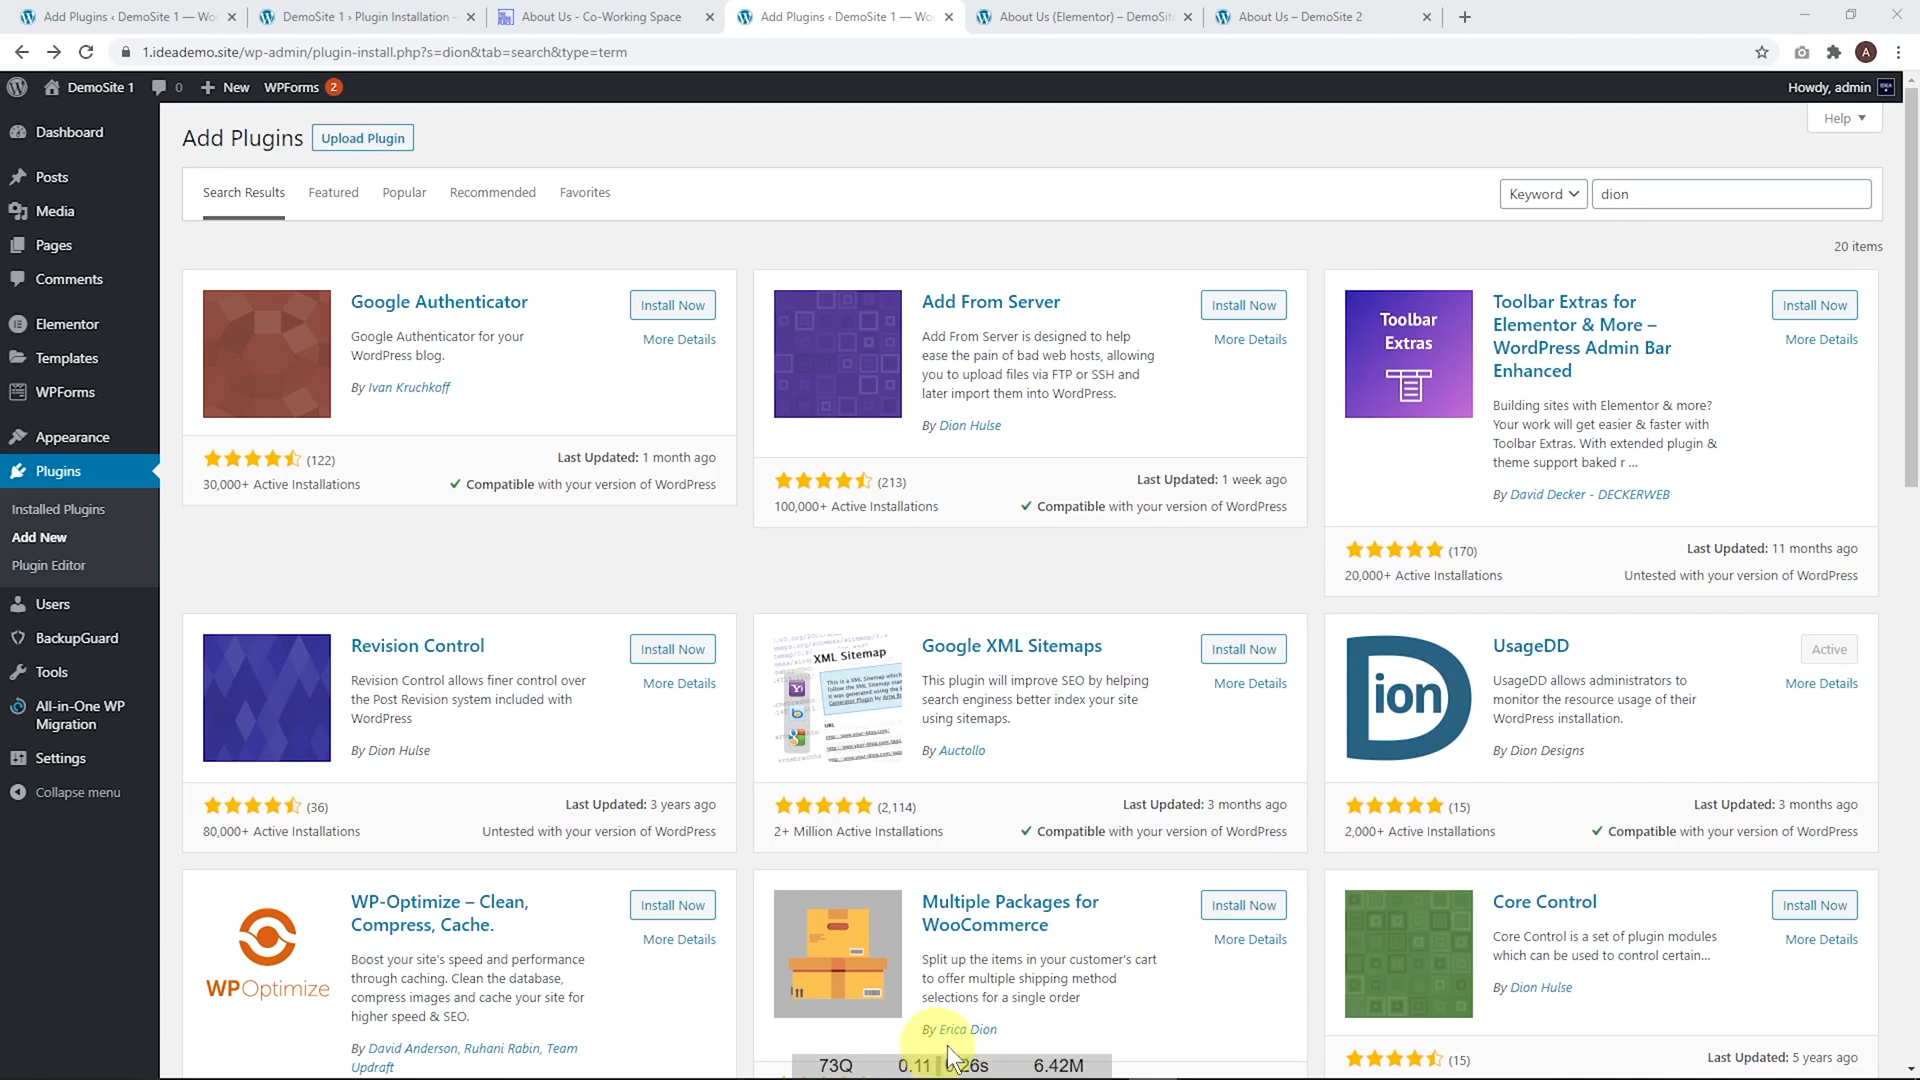 Add Plugins ‹ DemoSite 1 — Wo
DemoSite 1 › Plugin Installation –
About Us - Co-Working Space
Add Plugins ‹ DemoSite 1 — Wo
About Us (Elementor) – DemoSit
About Us – DemoSite 2
1.ideademo.site/wp-admin/plugin-install.php?s=dion&tab=search&type=term
A
DemoSite 1
0
New
WPForms 2
Howdy, admin
Dashboard
Posts
Media
Pages
Comments
Elementor
Templates
WPForms
Appearance
Plugins
Installed Plugins
Add New
Plugin Editor
Users
BackupGuard
Tools
All-in-One WP
Migration
Settings
Collapse menu
Help
Add Plugins
Upload Plugin
Search Results
Featured
Popular
Recommended
Favorites
Keyword
dion
20 items
Google Authenticator
Install Now
More Details
Google Authenticator for your
WordPress blog.
By Ivan Kruchkoff
(122)
Last Updated: 1 month ago
30,000+ Active Installations
Compatible with your version of WordPress
Add From Server
Install Now
More Details
Add From Server is designed to help
ease the pain of bad web hosts, allowing
you to upload files via FTP or SSH and
later import them into WordPress.
By Dion Hulse
(213)
Last Updated: 1 week ago
100,000+ Active Installations
Compatible with your version of WordPress
Toolbar
Extras
Toolbar Extras for
Elementor & More –
WordPress Admin Bar
Enhanced
Install Now
More Details
Building sites with Elementor & more?
Your work will get easier & faster with
Toolbar Extras. With extended plugin &
theme support baked r ...
By David Decker - DECKERWEB
(170)
Last Updated: 11 months ago
20,000+ Active Installations
Untested with your version of WordPress
Revision Control
Install Now
More Details
Revision Control allows finer control over
the Post Revision system included with
WordPress
By Dion Hulse
(36)
Last Updated: 3 years ago
80,000+ Active Installations
Untested with your version of WordPress
XML Sitemap
Google XML Sitemaps
Install Now
More Details
This plugin will improve SEO by helping
search enginess better index your site
using sitemaps.
By Auctollo
(2,114)
Last Updated: 3 months ago
2+ Million Active Installations
Compatible with your version of WordPress
ion
UsageDD
Active
More Details
UsageDD allows administrators to
monitor the resource usage of their
WordPress installation.
By Dion Designs
(15)
Last Updated: 3 months ago
2,000+ Active Installations
Compatible with your version of WordPress
WPOptimize
WP-Optimize – Clean,
Compress, Cache.
Install Now
More Details
Boost your site's speed and performance
through caching. Clean the database,
compress images and cache your site for
higher speed & SEO.
By David Anderson, Ruhani Rabin, Team
Updraft
Multiple Packages for
WooCommerce
Install Now
More Details
Split up the items in your customer's cart
to offer multiple shipping method
selections for a single order
By Erica Dion
Core Control
Install Now
More Details
Core Control is a set of plugin modules
which can be used to control certain...
By Dion Hulse
(15)
Last Updated: 5 years ago
73Q
0.11
26s
6.42M